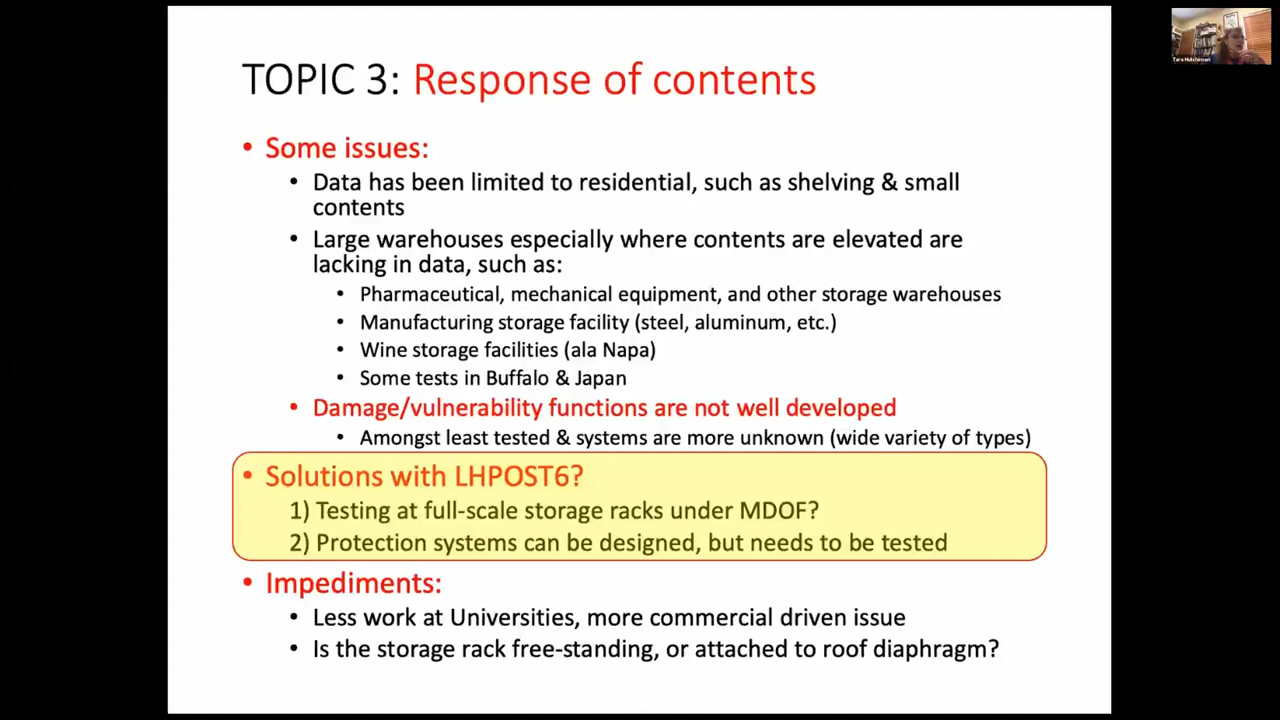 TOPIC 3: Response of contents
Tara Hutchinson
• Some issues:
• Data has been limited to residential, such as shelving & small
contents
• Large warehouses especially where contents are elevated are
lacking in data, such as:
• Pharmaceutical, mechanical equipment, and other storage warehouses
• Manufacturing storage facility (steel, aluminum, etc.)
• Wine storage facilities (ala Napa)
• Some tests in Buffalo & Japan
• Damage/vulnerability functions are not well developed
• Amongst least tested & systems are more unknown (wide variety of types)
• Solutions with LHPOST6?
1) Testing at full-scale storage racks under MDOF?
2) Protection systems can be designed, but needs to be tested
• Impediments:
• Less work at Universities, more commercial driven issue
• Is the storage rack free-standing, or attached to roof diaphragm?